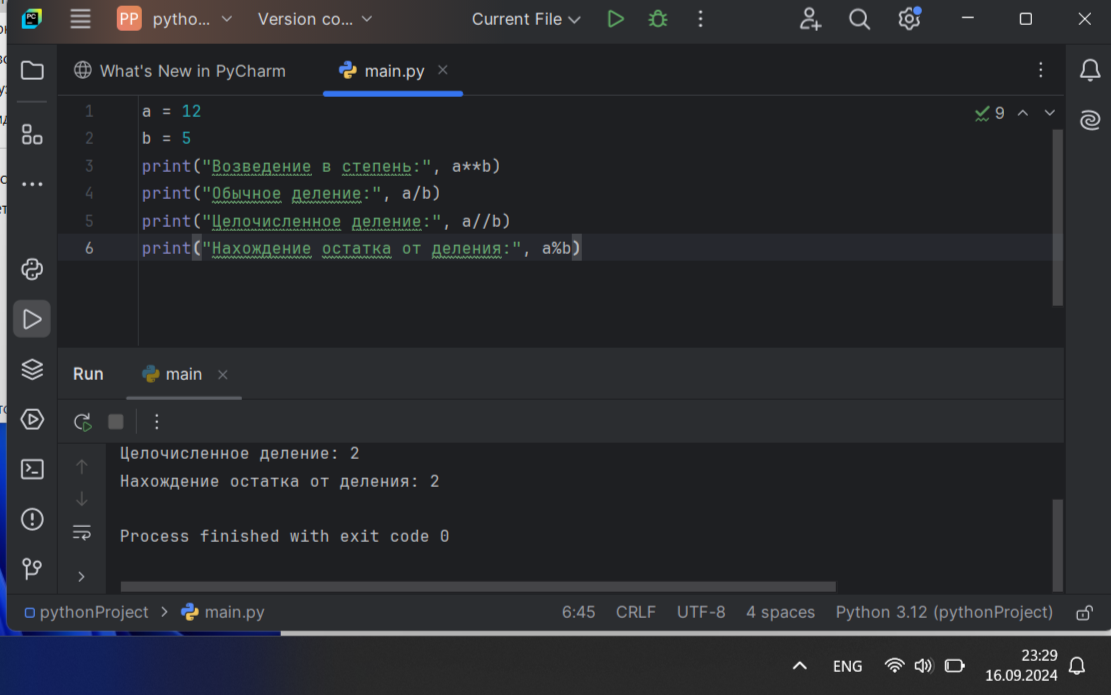 PC
PP pytho... Version co... Current File
What's New in PyCharm main.py
1 a = 12
2 b = 5
3 print("Возведение в степень:", a**b)
4 print("Обычное деление:", a/b)
5 print("Целочисленное деление:", a//b)
6 print("Нахождение остатка от деления:", a%b)
9
Run main
Целочисленное деление: 2
Нахождение остатка от деления: 2
Process finished with exit code 0
pythonProject > main.py 6:45 CRLF UTF-8 4 spaces Python 3.12 (pythonProject)
ENG 23:29
16.09.2024